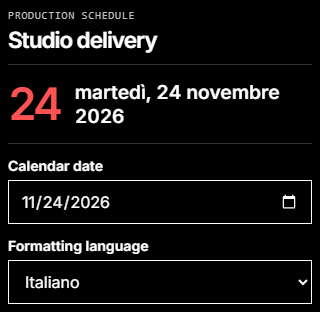 PRODUCTION SCHEDULE
Studio delivery
24
martedì, 24 novembre
2026
Calendar date
11/24/2026
Formatting language
Italiano